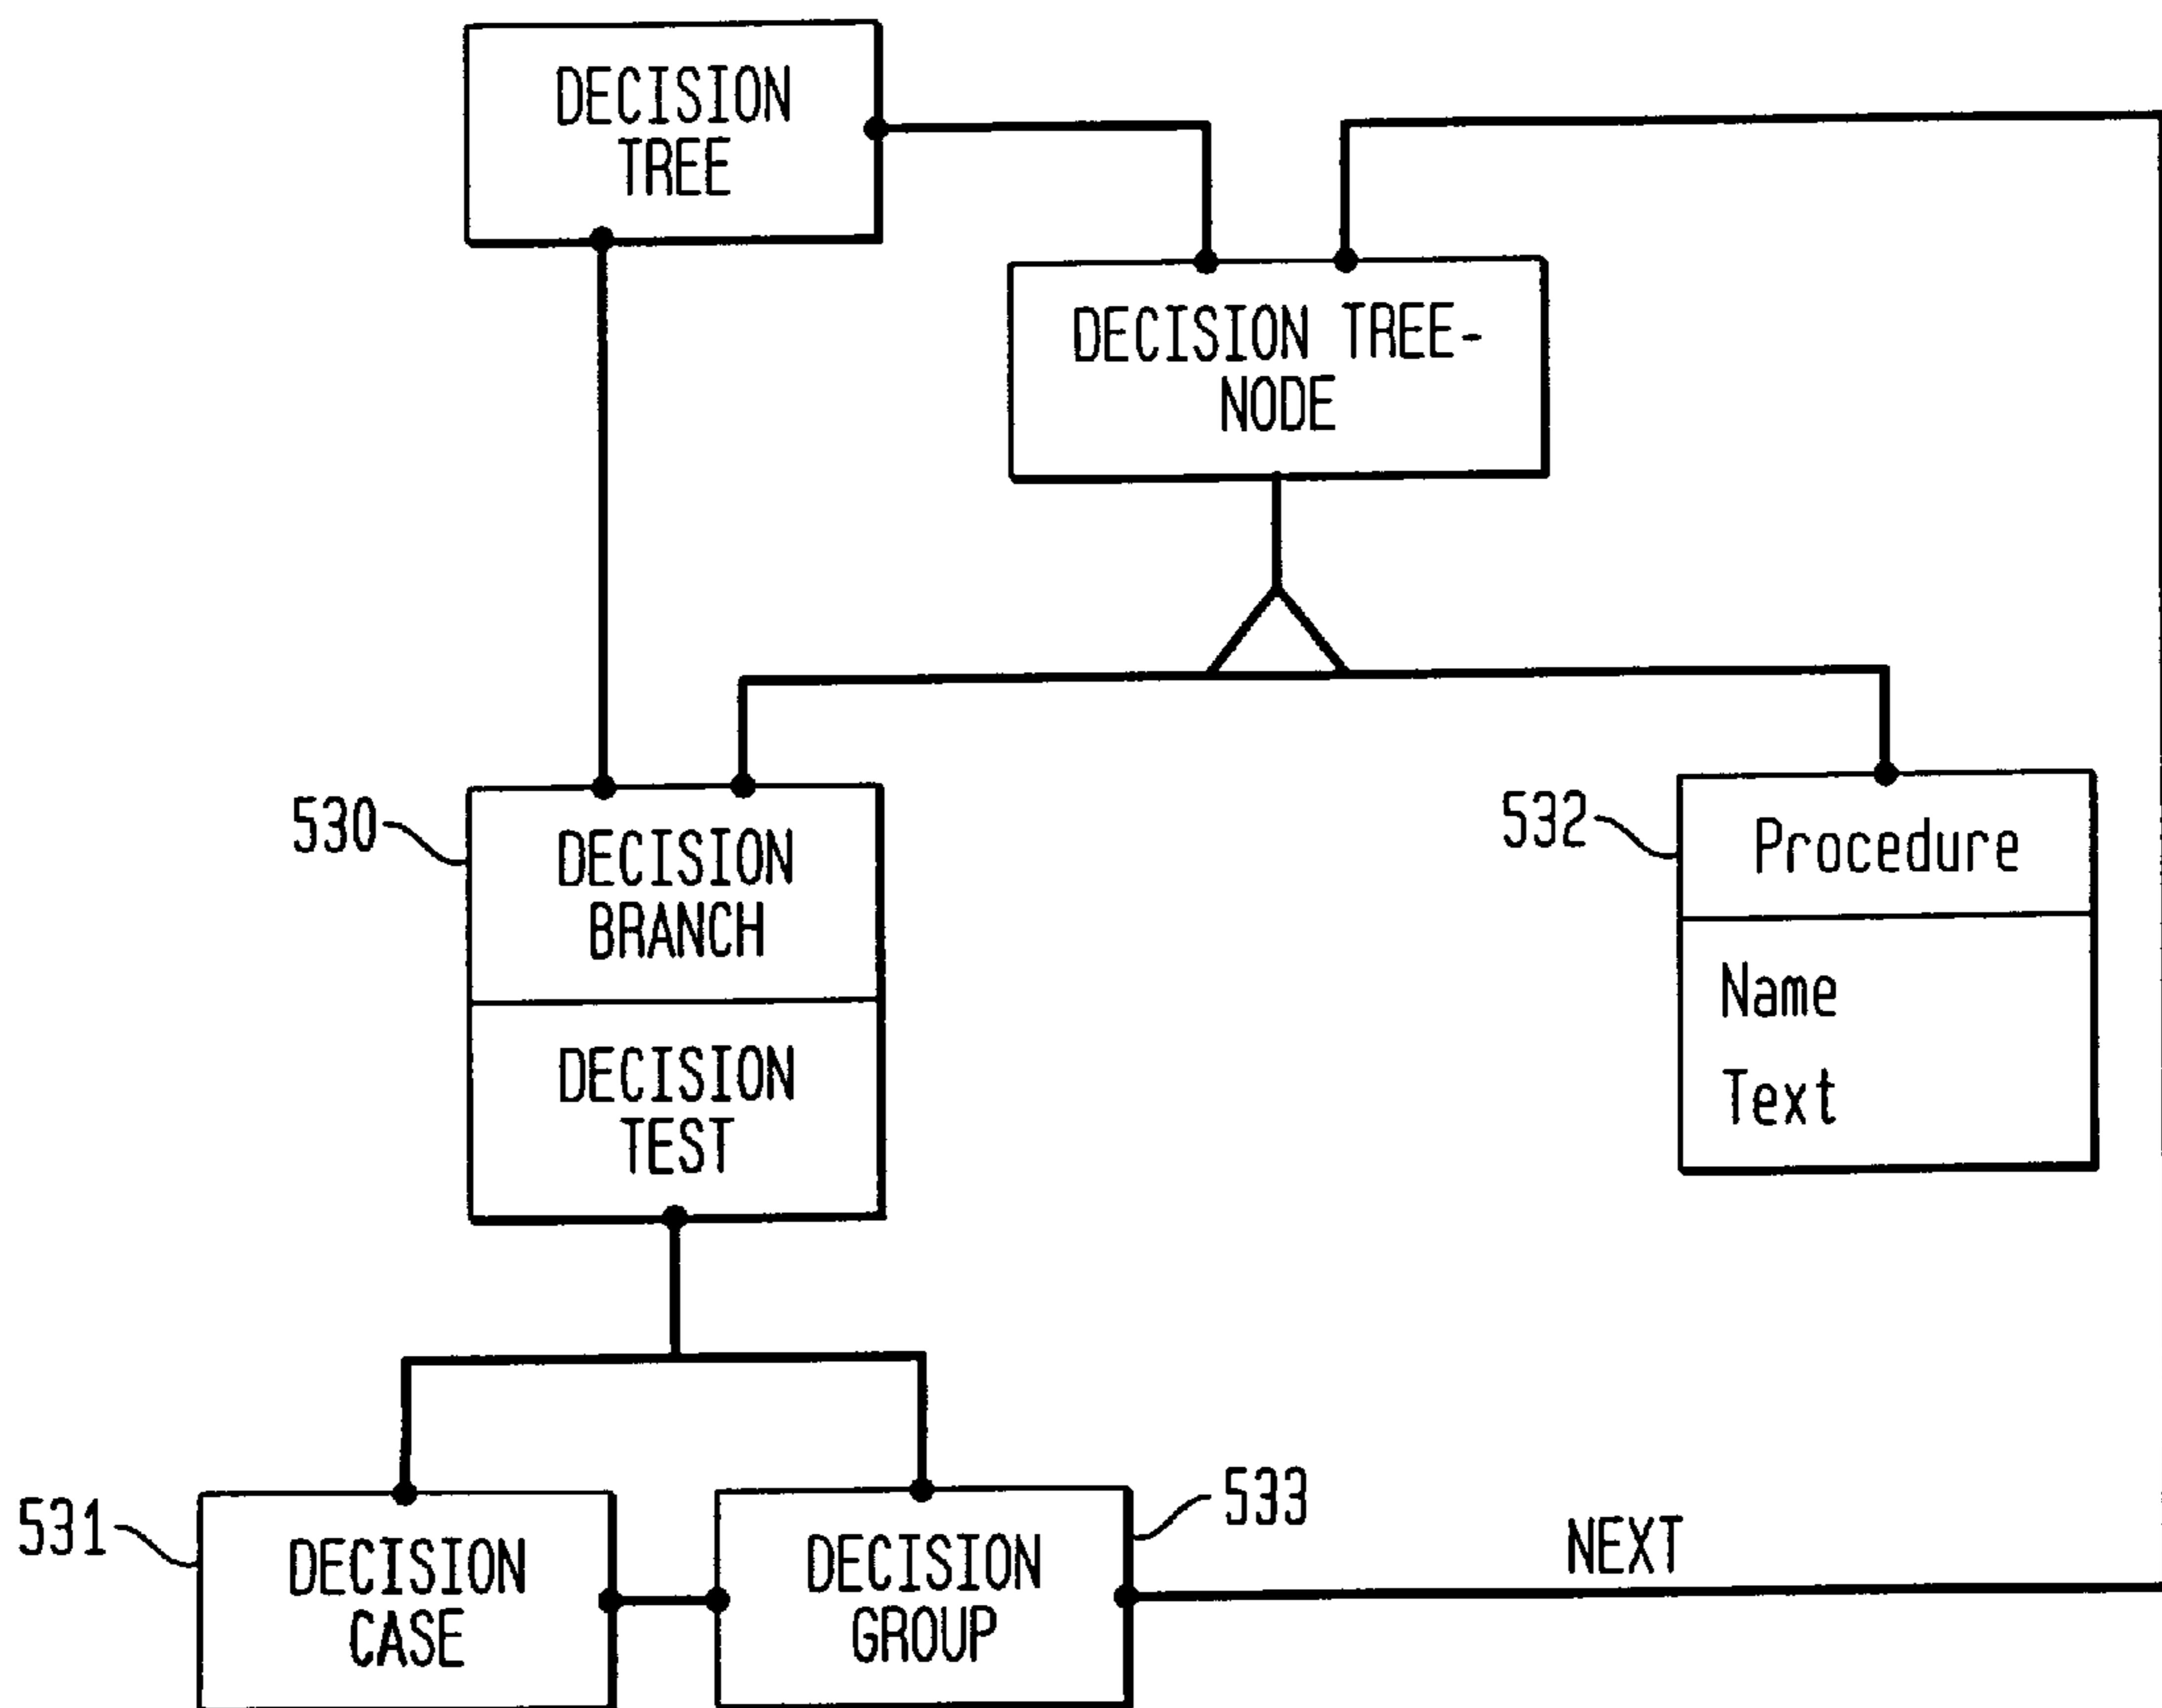 DECISION
TREE
DECISION TREE-
NODE
530
DECISION
BRANCH
DECISION
TEST
532
Procedure
Name
Text
531
DECISION
CASE
DECISION
GROUP
533
NEXT